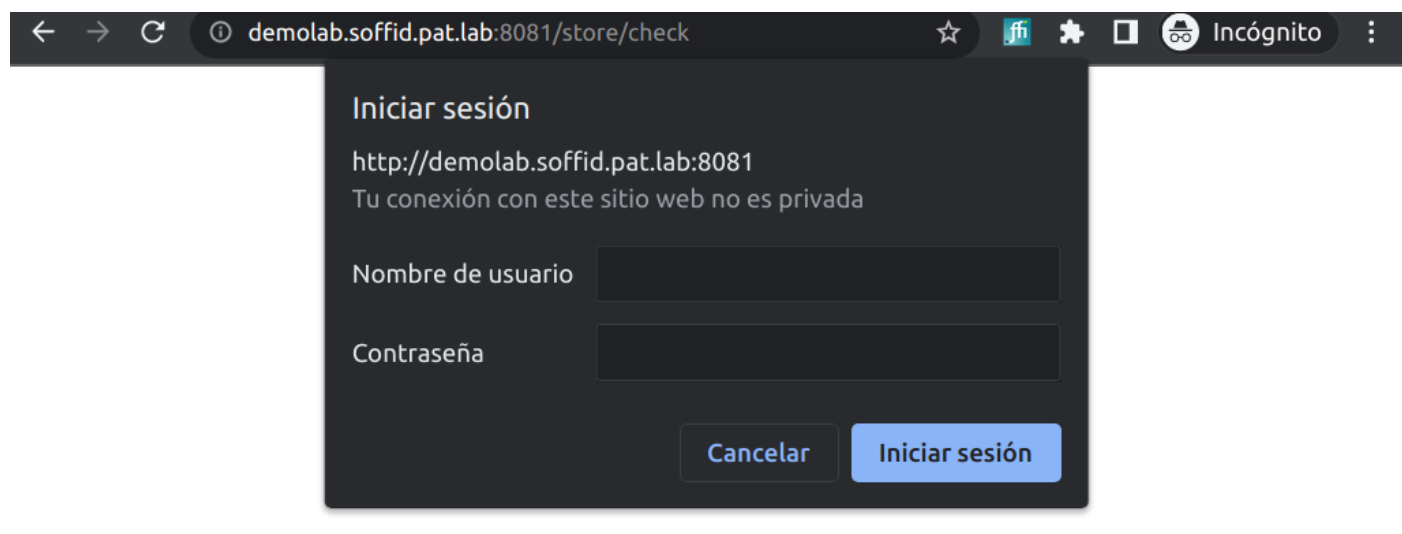 demolab.soffid.pat.lab:8081/store/check
ffi
Incógnito
Iniciar sesión
http://demolab.soffid.pat.lab:8081
Tu conexión con este sitio web no es privada
Nombre de usuario
Contraseña
Cancelar
Iniciar sesión